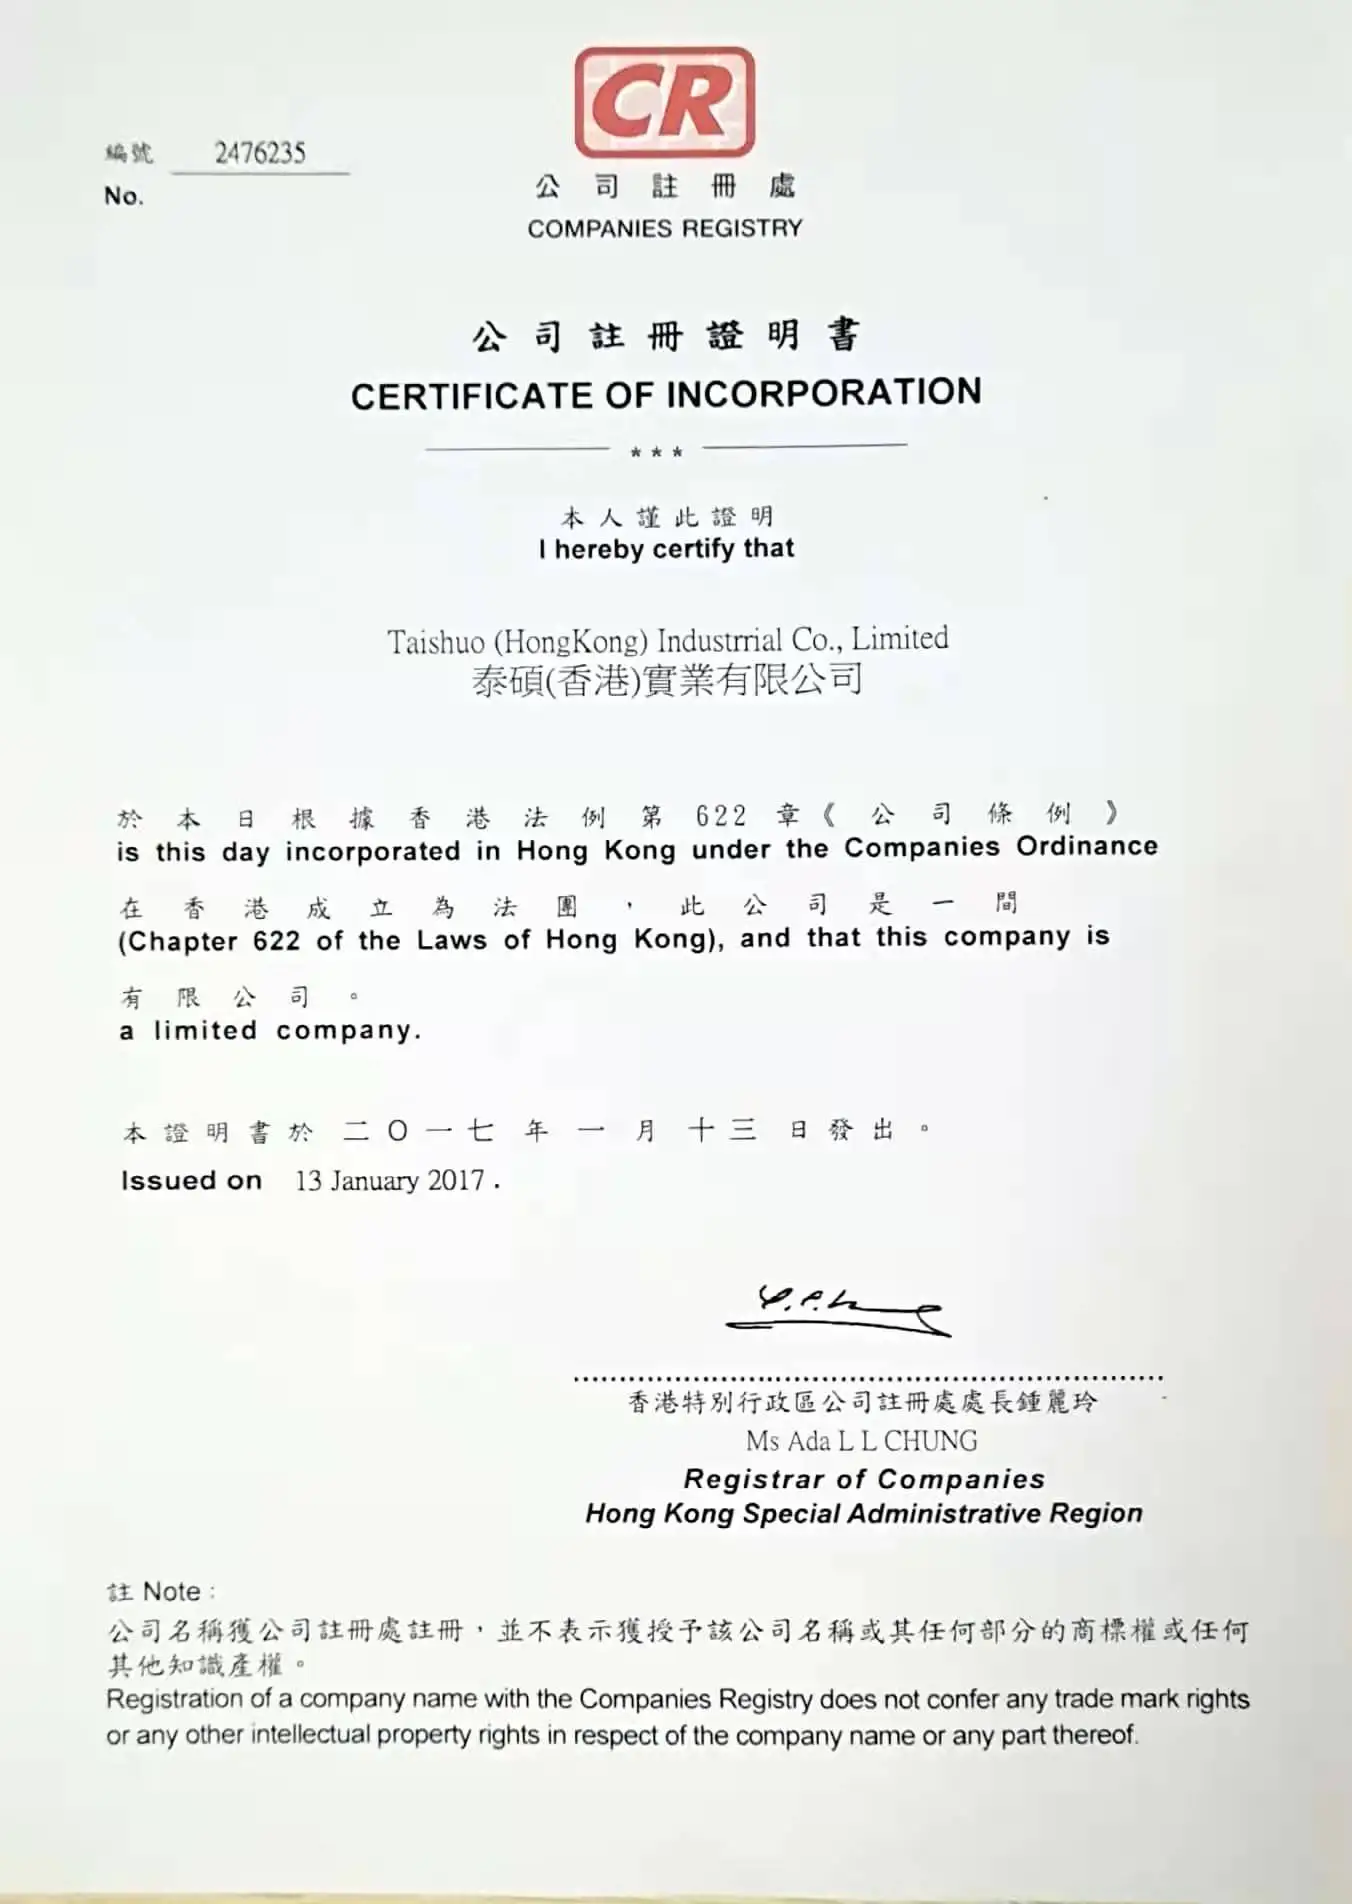 CR
編號 2476235
No.
公司註冊處
COMPANIES REGISTRY
公司註冊證明書
CERTIFICATE OF INCORPORATION
***
本人謹此證明
I hereby certify that
Taishuo (HongKong) Industrrial Co., Limited
泰碩(香港)實業有限公司
於本日根據香港法例第622章《公司條例》
is this day incorporated in Hong Kong under the Companies Ordinance
在香港成立為法團，此公司是一間
(Chapter 622 of the Laws of Hong Kong), and that this company is
有限公司。
a limited company.
本證明書於二〇一七年一月十三日發出。
Issued on 13 January 2017 .
香港特別行政區公司註冊處處長鍾麗玲
Ms Ada L L CHUNG
Registrar of Companies
Hong Kong Special Administrative Region
註 Note :
公司名稱獲公司註冊處註冊，並不表示獲授予該公司名稱或其任何部分的商標權或任何
其他知識產權。
Registration of a company name with the Companies Registry does not confer any trade mark rights
or any other intellectual property rights in respect of the company name or any part thereof.